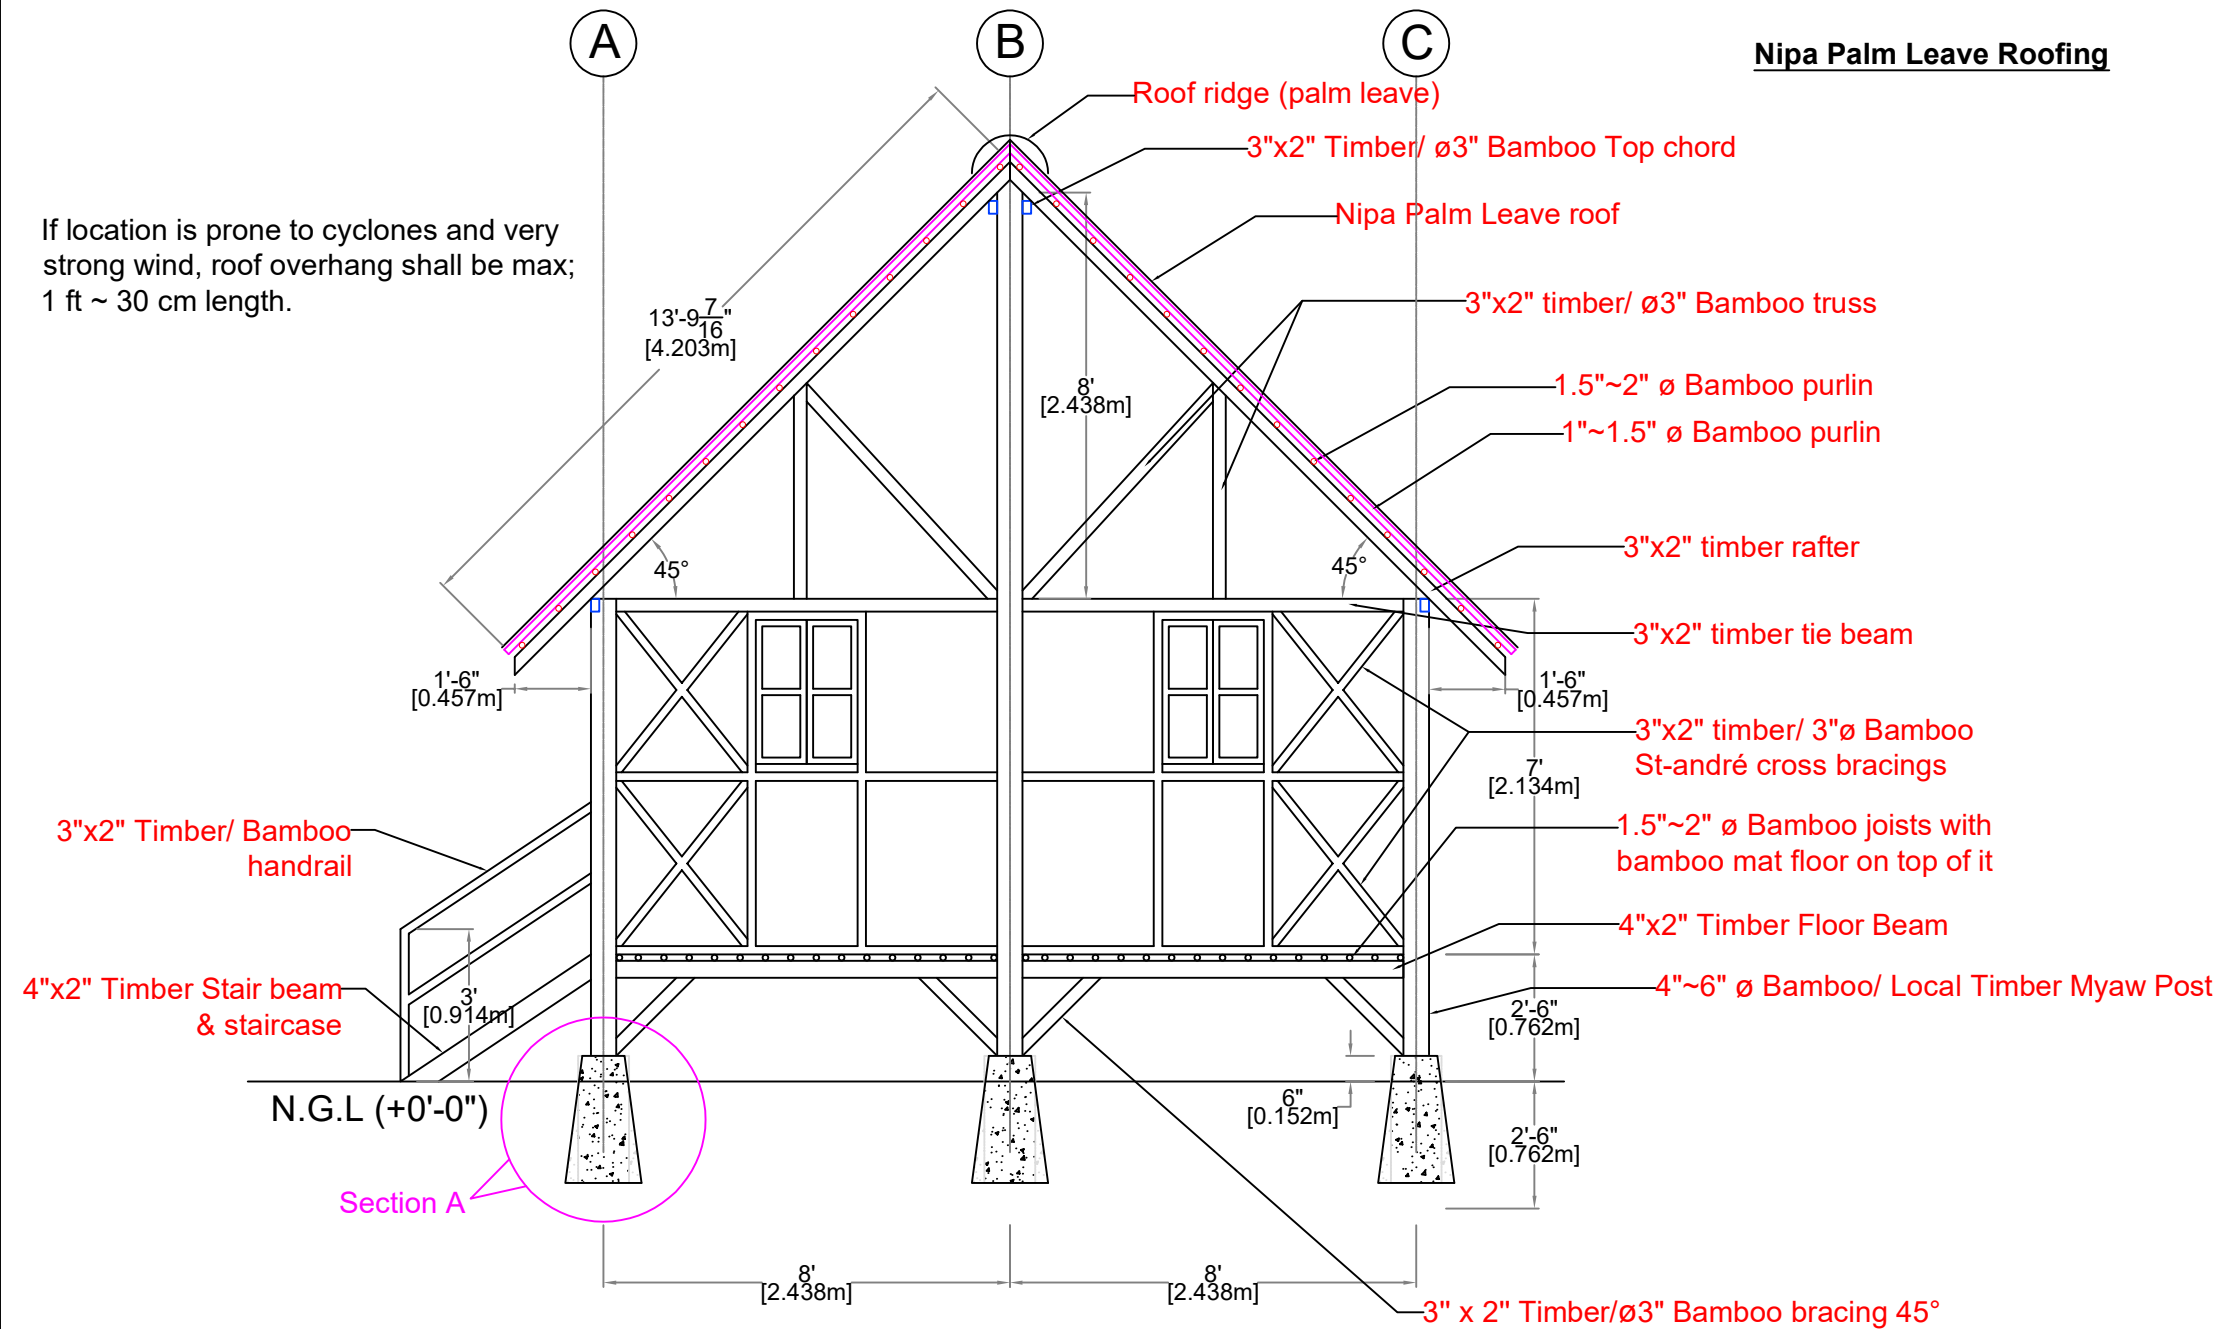 A
B
C
Nipa Palm Leave Roofing
Roof ridge (palm leave)
3"x2" Timber/ ø3" Bamboo Top chord
Nipa Palm Leave roof
If location is prone to cyclones and very
strong wind, roof overhang shall be max;
1 ft ~ 30 cm length.
13'-9 7/16"
[4.203m]
3"x2" timber/ ø3" Bamboo truss
8'
[2.438m]
1.5"~2" ø Bamboo purlin
1"~1.5" ø Bamboo purlin
45°
45°
3"x2" timber rafter
3"x2" timber tie beam
1'-6"
[0.457m]
1'-6"
[0.457m]
3"x2" timber/ 3"ø Bamboo
St-andré cross bracings
7'
[2.134m]
3"x2" Timber/ Bamboo
handrail
1.5"~2" ø Bamboo joists with
bamboo mat floor on top of it
4"x2" Timber Floor Beam
4"x2" Timber Stair beam
& staircase
3'
[0.914m]
4"~6" ø Bamboo/ Local Timber Myaw Post
2'-6"
[0.762m]
N.G.L (+0'-0")
6"
[0.152m]
2'-6"
[0.762m]
Section A
8'
[2.438m]
8'
[2.438m]
3'' x 2'' Timber/ø3" Bamboo bracing 45°